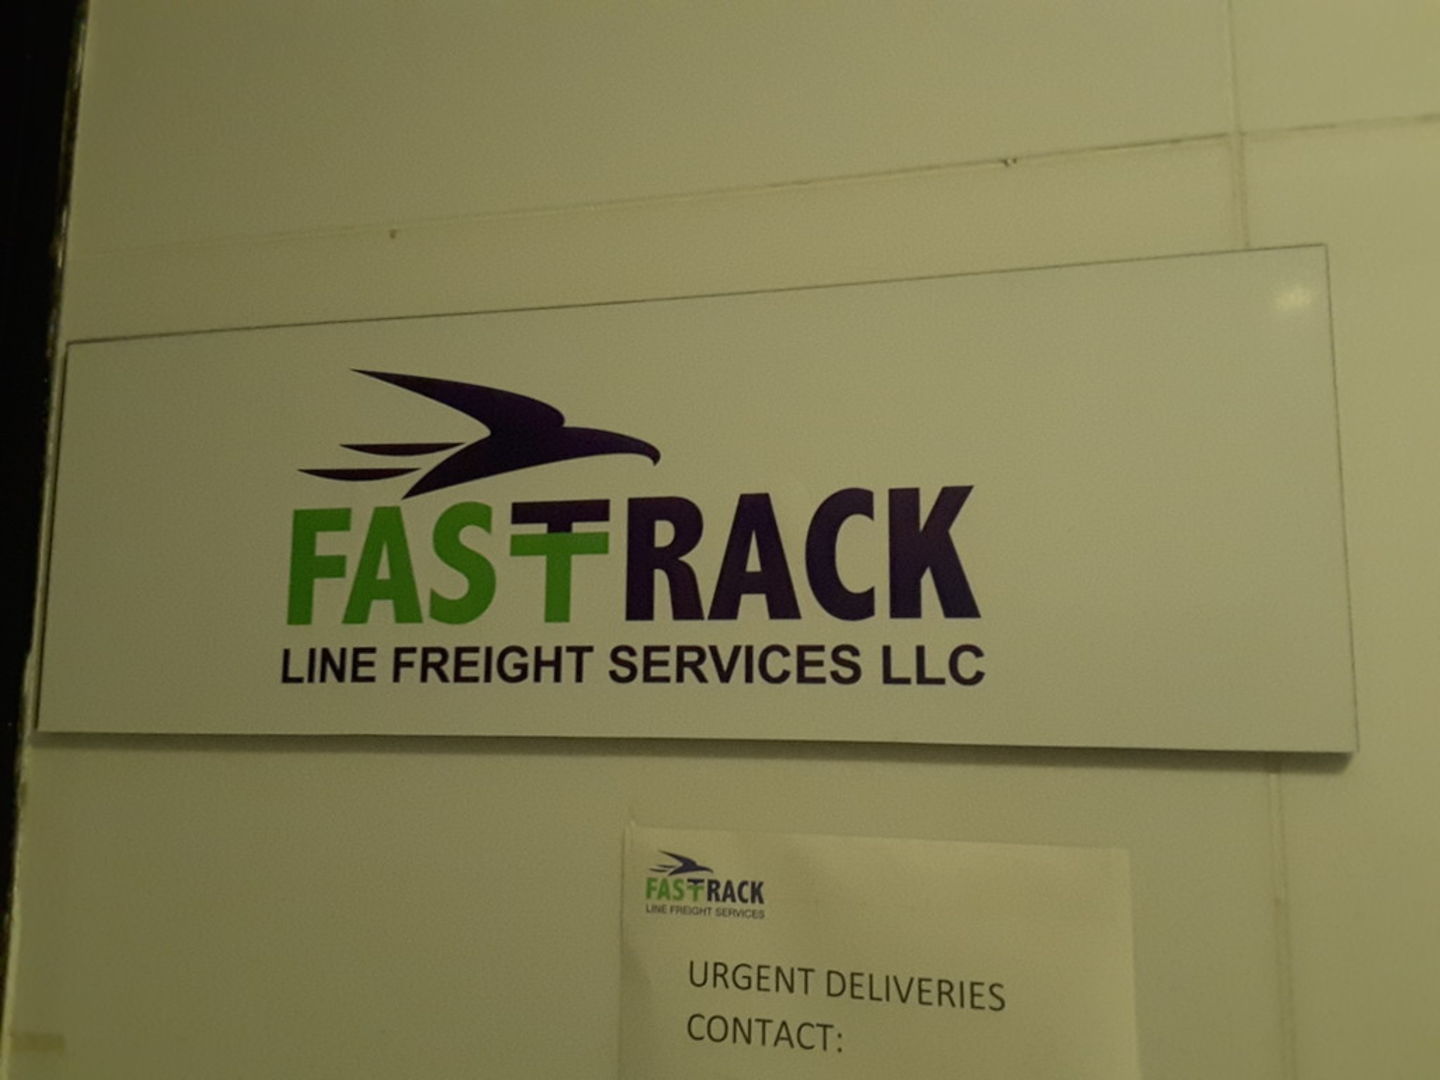 FASTRACK
LINE FREIGHT SERVICES LLC
FASTRACK
LINE FREIGHT SERVICES
URGENT DELIVERIES
CONTACT: